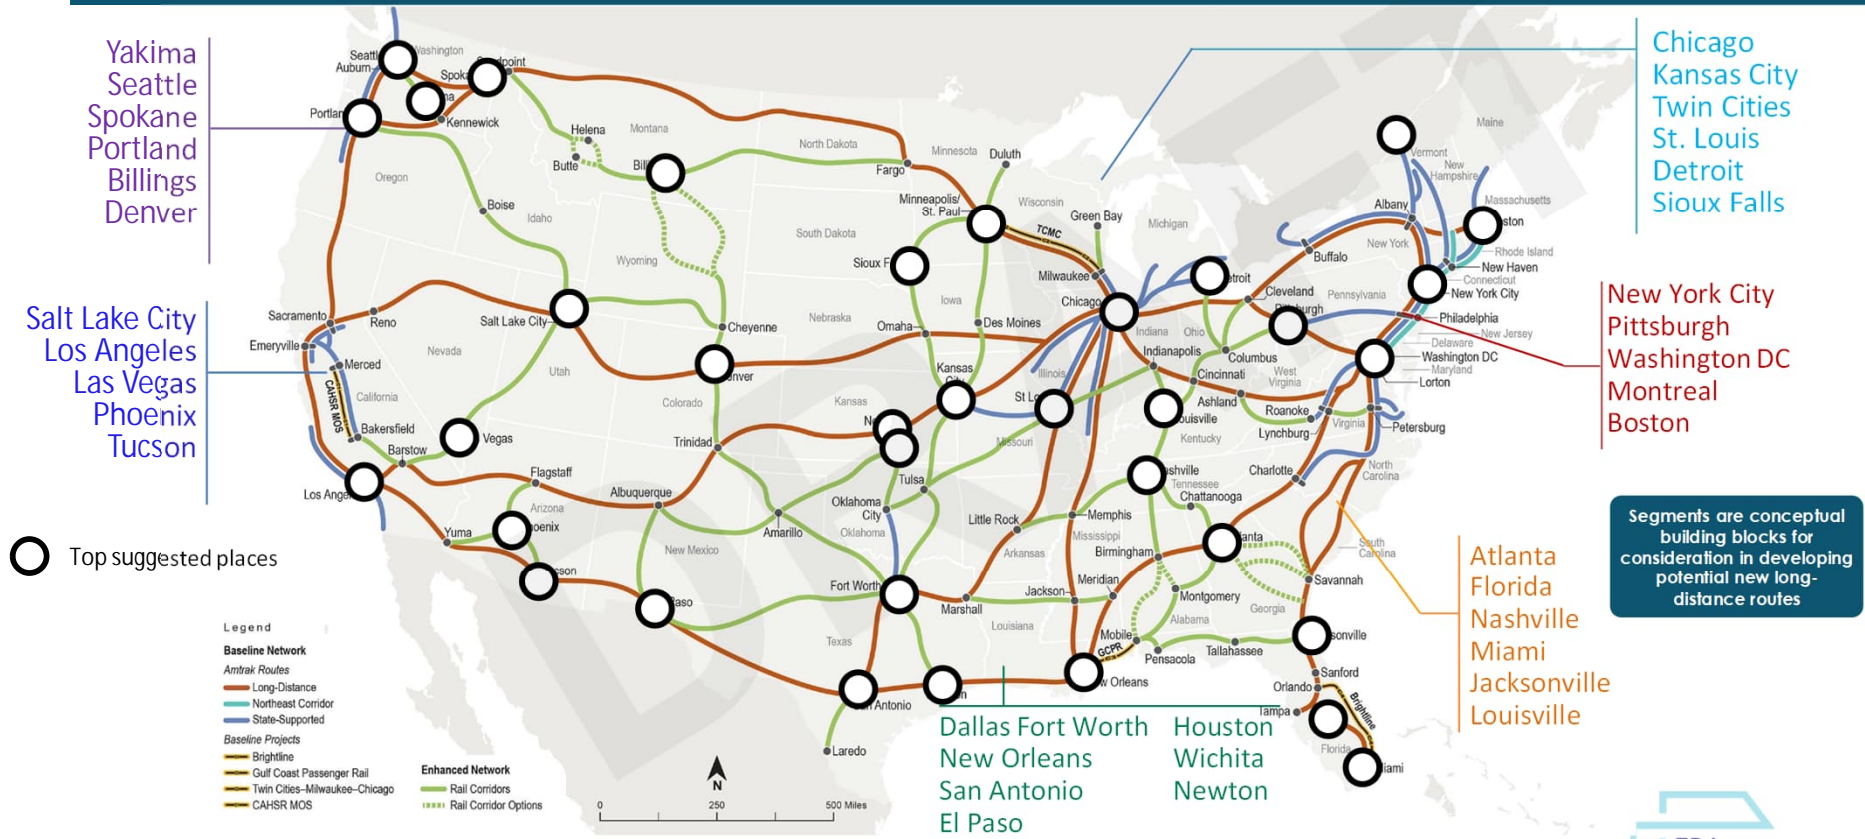 Yakima
Seattle
Spokane
Portland
Billings
Denver
Salt Lake City
Los Angeles
Las Vegas
Phoenix
Tucson
Top suggested places
Chicago
Kansas City
Twin Cities
St. Louis
Detroit
Sioux Falls
New York City
Pittsburgh
Washington DC
Montreal
Boston
Segments are conceptual
building blocks for
consideration in developing
potential new long-
distance routes
Atlanta
Florida
Nashville
Miami
Jacksonville
Louisville
Dallas Fort Worth
New Orleans
San Antonio
El Paso
Houston
Wichita
Newton
Legend
Baseline Network
Amtrak Routes
Long-Distance
Northeast Corridor
State-Supported
Baseline Projects
Brightline
Gulf Coast Passenger Rail
Twin Cities–Milwaukee–Chicago
CAHSR MOS
Enhanced Network
Rail Corridors
Rail Corridor Options
N
0
250
500 Miles
Auburn
Kennewick
Washington
Helena
Butte
Montana
North Dakota
Fargo
Minnesota
Duluth
Minneapolis/
St. Paul
Wisconsin
Green Bay
Michigan
TCMC
Milwaukee
Chicago
Oregon
Boise
Idaho
Wyoming
South Dakota
Sioux F
Iowa
Des Moines
Omaha
Nebraska
Cheyenne
Salt Lake City
Sacramento
Reno
Emeryville
Merced
Nevada
Utah
California
CAHSR MOS
Bakersfield
Barstow
Vegas
Colorado
Kansas
Kansas
Trinidad
Flagstaff
Arizona
Albuquerque
New Mexico
Amarillo
Yuma
Tulsa
Oklahoma
City
Oklahoma
Fort Worth
Texas
Marshall
Laredo
Missouri
Illinois
Indiana
Ohio
Indianapolis
Cincinnati
Columbus
Cleveland
Buffalo
New York
Albany
Vermont
New
Hampshire
Maine
Massachusetts
Rhode Island
New Haven
Connecticut
New York City
Pennsylvania
Philadelphia
New Jersey
Delaware
Washington DC
Maryland
Lorton
West
Virginia
Ashland
Roanoke
Lynchburg
Virginia
Petersburg
Kentucky
Tennessee
Chattanooga
Charlotte
North
Carolina
South
Carolina
Little Rock
Memphis
Mississippi
Arkansas
Birmingham
Meridian
Jackson
Louisiana
Montgomery
Alabama
Georgia
Savannah
Mobile
GCPR
Pensacola
Tallahassee
Sanford
Orlando
Tampa
Brightline
Florida